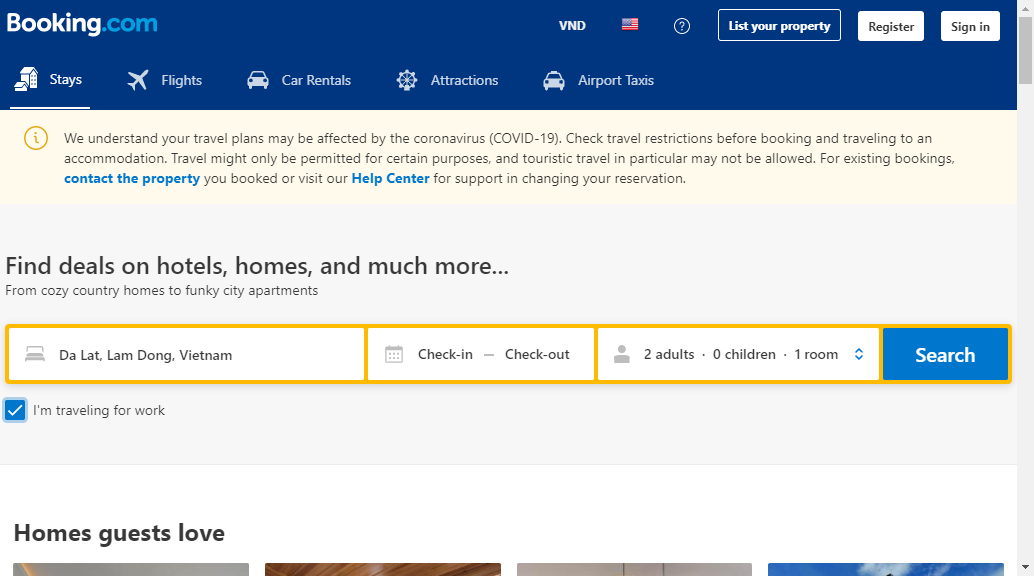 Booking.com
VND
List your property
Register
Sign in
Stays
Flights
Car Rentals
Attractions
Airport Taxis
We understand your travel plans may be affected by the coronavirus (COVID-19). Check travel restrictions before booking and traveling to an
accommodation. Travel might only be permitted for certain purposes, and touristic travel in particular may not be allowed. For existing bookings,
contact the property you booked or visit our Help Center for support in changing your reservation.
Find deals on hotels, homes, and much more...
From cozy country homes to funky city apartments
Da Lat, Lam Dong, Vietnam
Check-in — Check-out
2 adults · 0 children · 1 room
Search
I'm traveling for work
Homes guests love